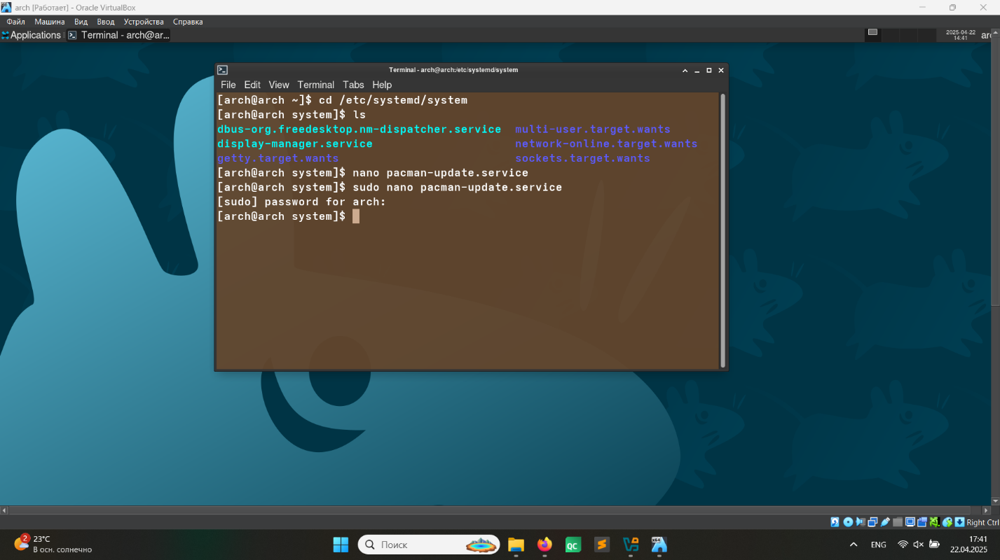 arch [Работает] - Oracle VirtualBox
Файл Машина Вид Ввод Устройства Справка
Applications Terminal - arch@ar...
2025-04-22
14:41
Terminal - arch@arch:/etc/systemd/system
File Edit View Terminal Tabs Help
[arch@arch ~]$ cd /etc/systemd/system
[arch@arch system]$ ls
dbus-org.freedesktop.nm-dispatcher.service multi-user.target.wants
display-manager.service network-online.target.wants
getty.target.wants sockets.target.wants
[arch@arch system]$ nano pacman-update.service
[arch@arch system]$ sudo nano pacman-update.service
[sudo] password for arch:
[arch@arch system]$
Right Ctrl
2
23°C
В осн. солнечно
Поиск
QC
S
x64
ENG
17:41
22.04.2025